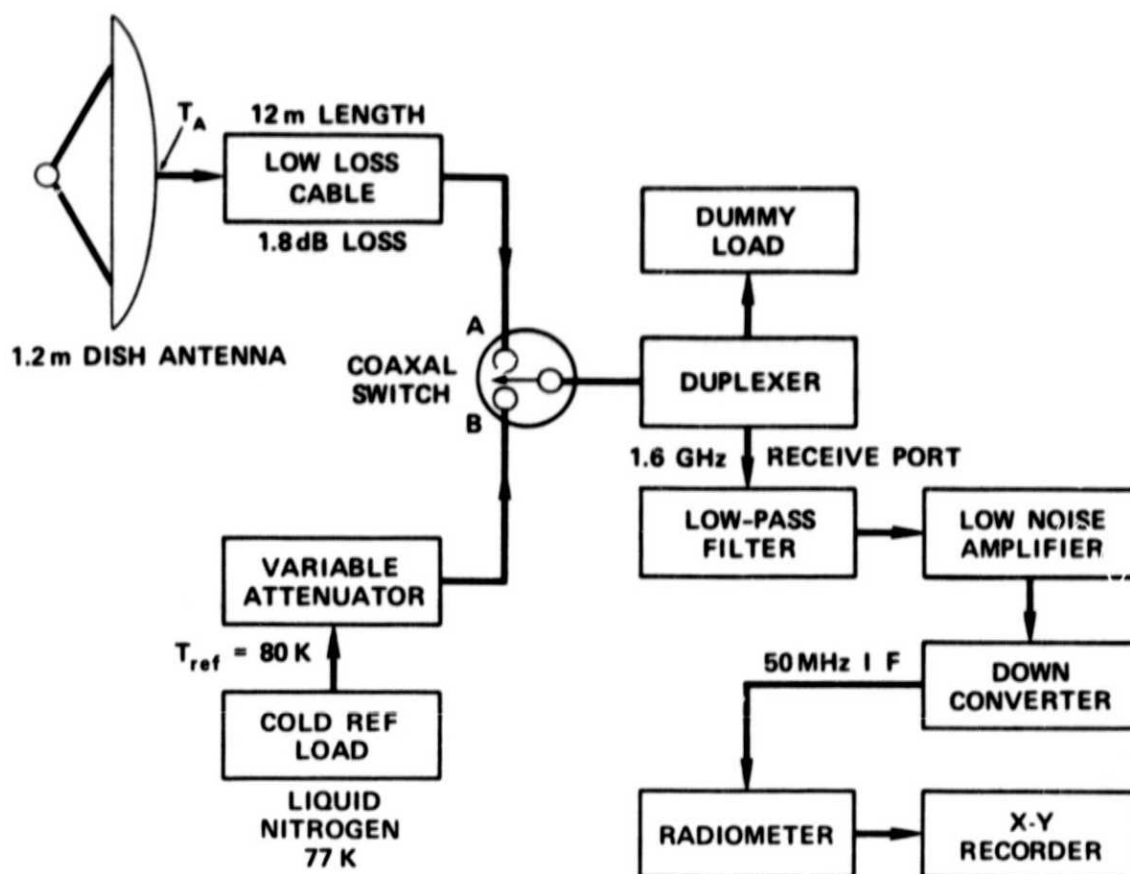 12 m LENGTH
T_A
LOW LOSS
CABLE
1.8 dB LOSS
1.2 m DISH ANTENNA
DUMMY
LOAD
A
COAXAL
SWITCH
B
DUPLEXER
1.6 GHz RECEIVE PORT
LOW-PASS
FILTER
LOW NOISE
AMPLIFIER
VARIABLE
ATTENUATOR
T_ref = 80 K
50 MHz I F
DOWN
CONVERTER
COLD REF
LOAD
LIQUID
NITROGEN
77 K
RADIOMETER
X-Y
RECORDER